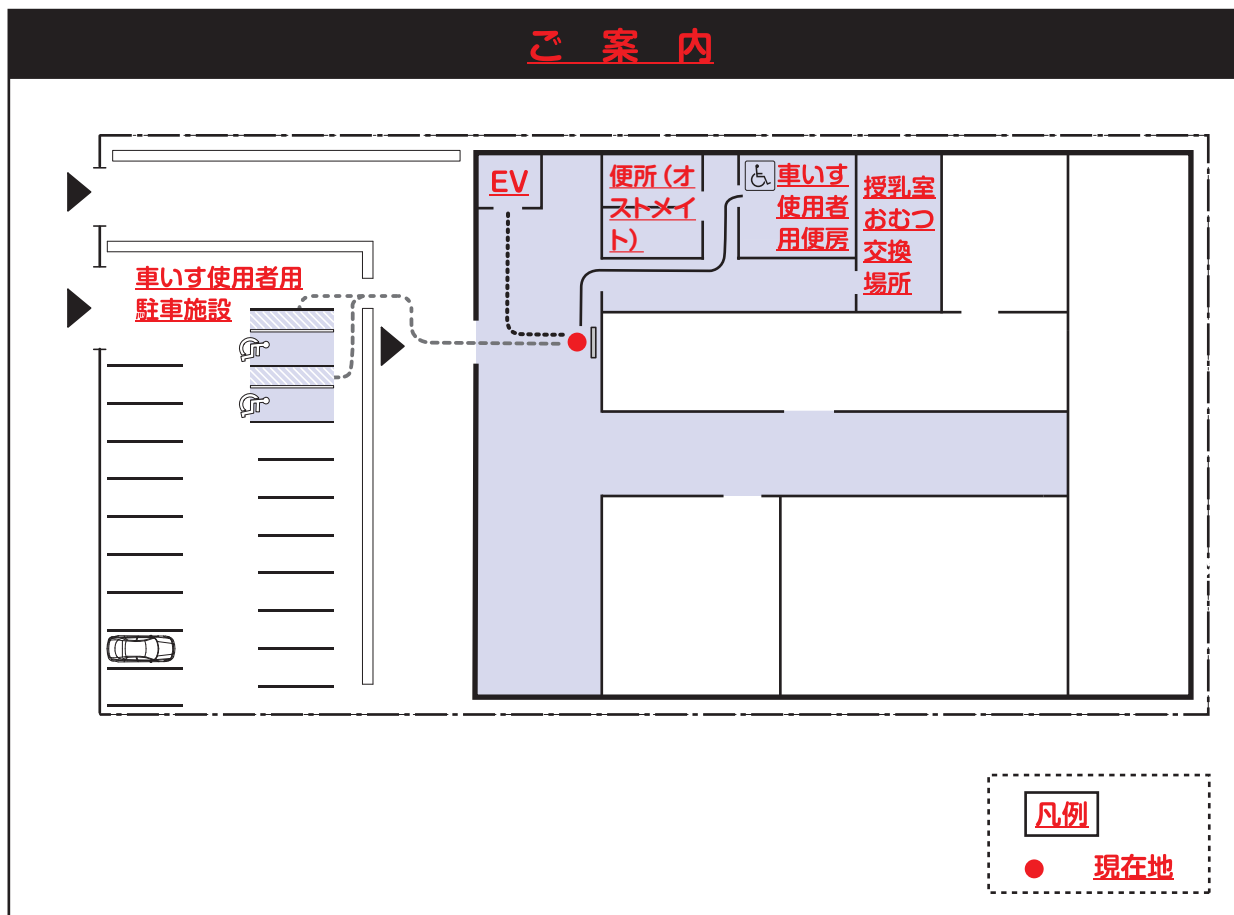 ご 案 内
EV
便所（オ
ストメイ
ト）
車いす
使用者
用便房
授乳室
おむつ
交換
場所
車いす使用者用
駐車施設
凡例
現在地